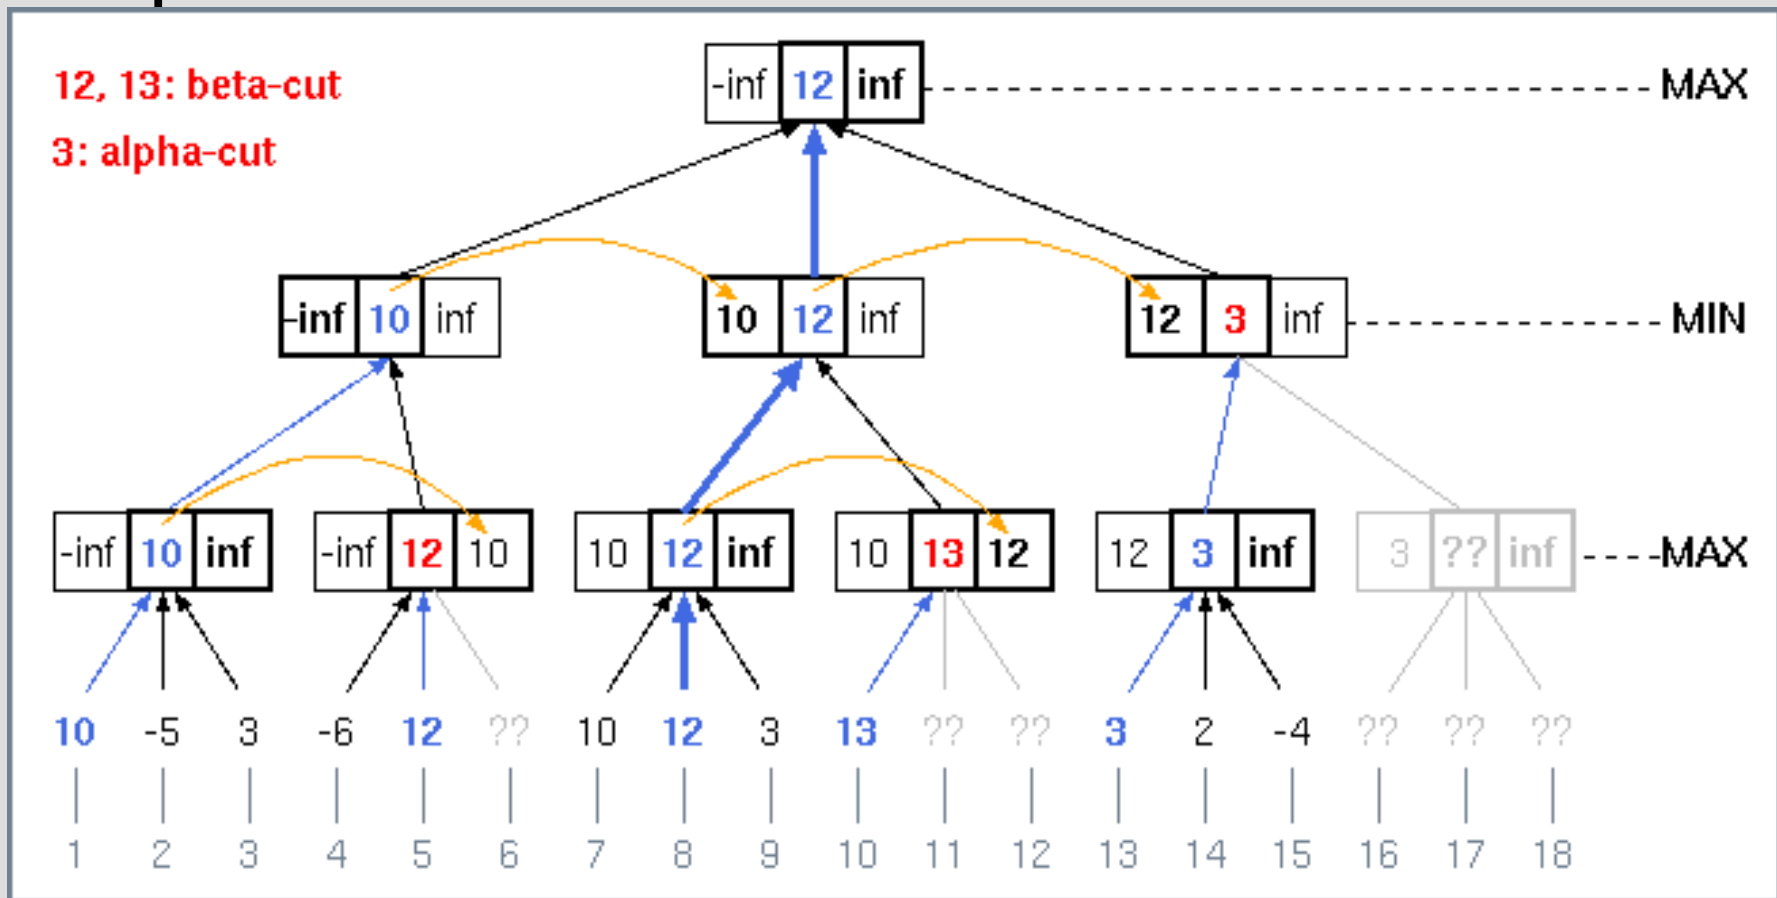 -inf 12 inf MAX
12, 13: beta-cut
3: alpha-cut
-inf 10 inf 10 12 inf 12 3 inf MIN
-inf 10 inf -inf 12 10 10 12 inf 10 13 12 12 3 inf 3 ?? inf MAX
10 -5 3 -6 12 ?? 10 12 3 13 ?? ?? 3 2 -4 ?? ?? ??
1 2 3 4 5 6 7 8 9 10 11 12 13 14 15 16 17 18